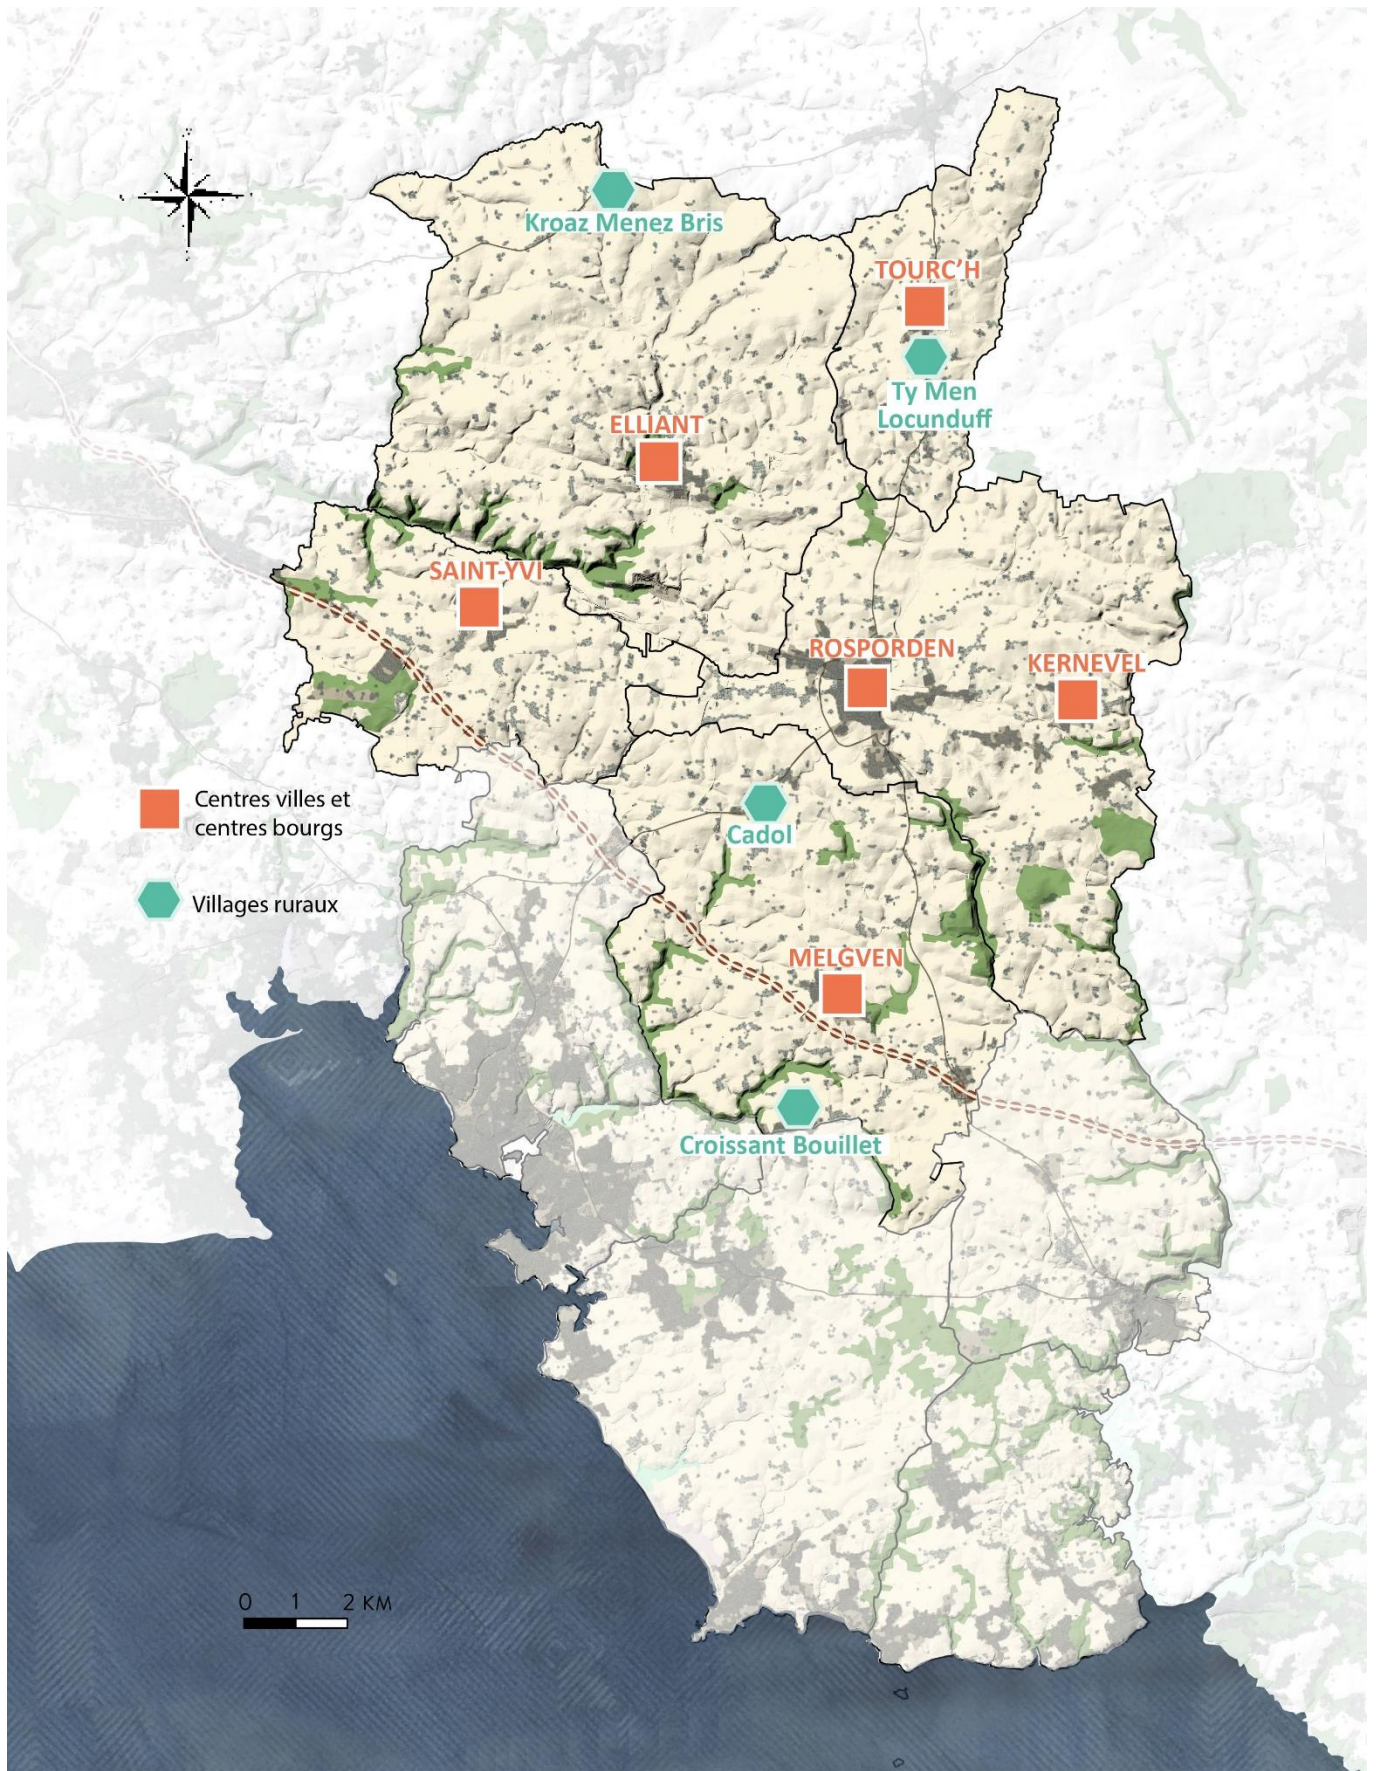 Kroaz Menez Bris
TOURC'H
Ty Men
Locunduff
ELLIANT
SAINT-YVI
ROSPORDEN
KERNEVEL
Centres villes et
centres bourgs
Cadol
Villages ruraux
MELGVEN
Croissant Bouillet
0 1 2 KM